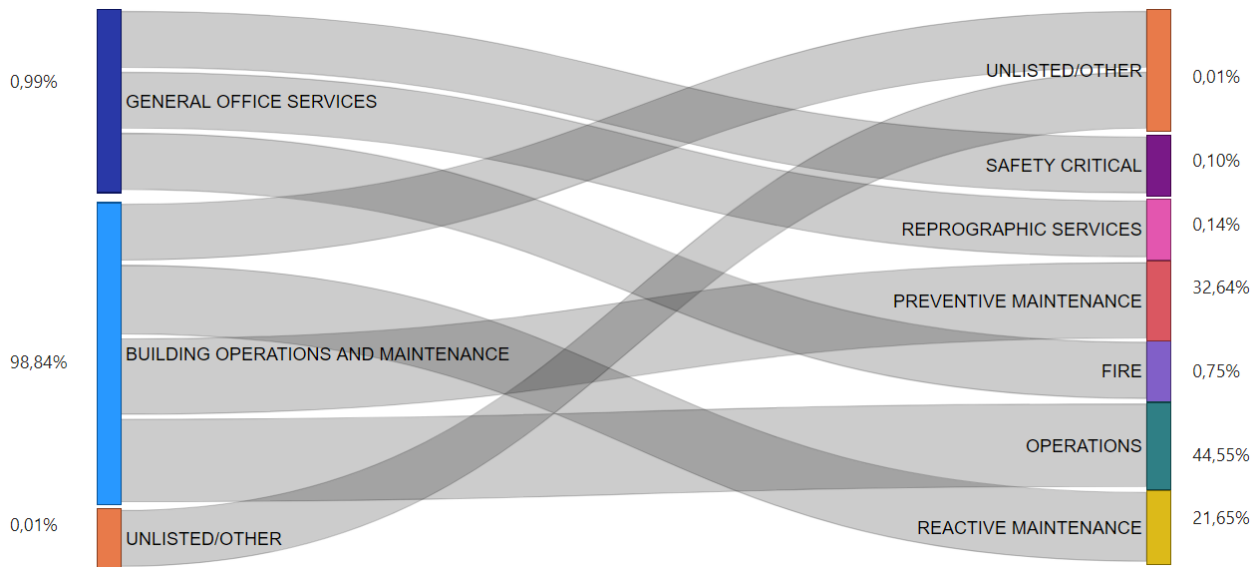 0,99%
GENERAL OFFICE SERVICES
98,84%
BUILDING OPERATIONS AND MAINTENANCE
0,01%
UNLISTED/OTHER
UNLISTED/OTHER
0,01%
SAFETY CRITICAL
0,10%
REPROGRAPHIC SERVICES
0,14%
PREVENTIVE MAINTENANCE
32,64%
FIRE
0,75%
OPERATIONS
44,55%
REACTIVE MAINTENANCE
21,65%